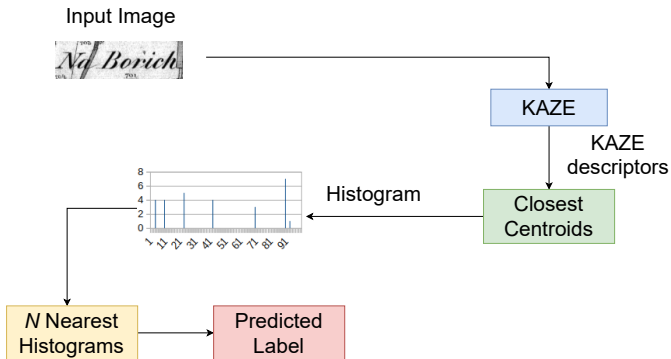 Input Image
Na Borich
701
KAZE
KAZE
descriptors
8
6
4
2
0
1
11
21
31
41
51
61
71
81
91
Histogram
Closest
Centroids
N Nearest
Histograms
Predicted
Label